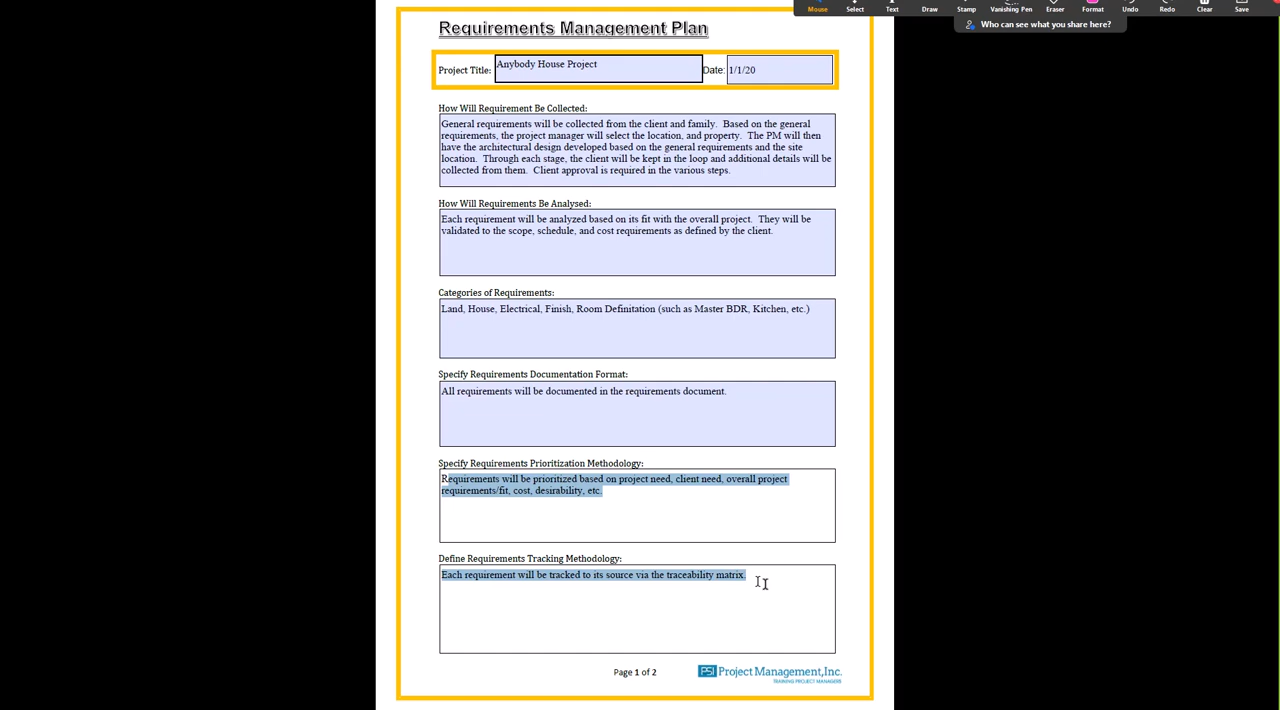 Mouse Select Text Draw Stamp Vanishing Pen Eraser Format Undo Redo Clear Save
Who can see what you share here?
Requirements Management Plan
Project Title: Anybody House Project Date: 1/1/20
How Will Requirement Be Collected:
General requirements will be collected from the client and family. Based on the general
requirements, the project manager will select the location, and property. The PM will then
have the architectural design developed based on the general requirements and the site
location. Through each stage, the client will be kept in the loop and additional details will be
collected from them. Client approval is required in the various steps.
How Will Requirements Be Analysed:
Each requirement will be analyzed based on its fit with the overall project. They will be
validated to the scope, schedule, and cost requirements as defined by the client.
Categories of Requirements:
Land, House, Electrical, Finish, Room Definitation (such as Master BDR, Kitchen, etc.)
Specify Requirements Documentation Format:
All requirements will be documented in the requirements document.
Specify Requirements Prioritization Methodology:
Requirements will be prioritized based on project need, client need, overall project
requirements/fit, cost, desirability, etc.
Define Requirements Tracking Methodology:
Each requirement will be tracked to its source via the traceability matrix.
Page 1 of 2
PSI Project Management, Inc.
TRAINING PROJECT MANAGERS